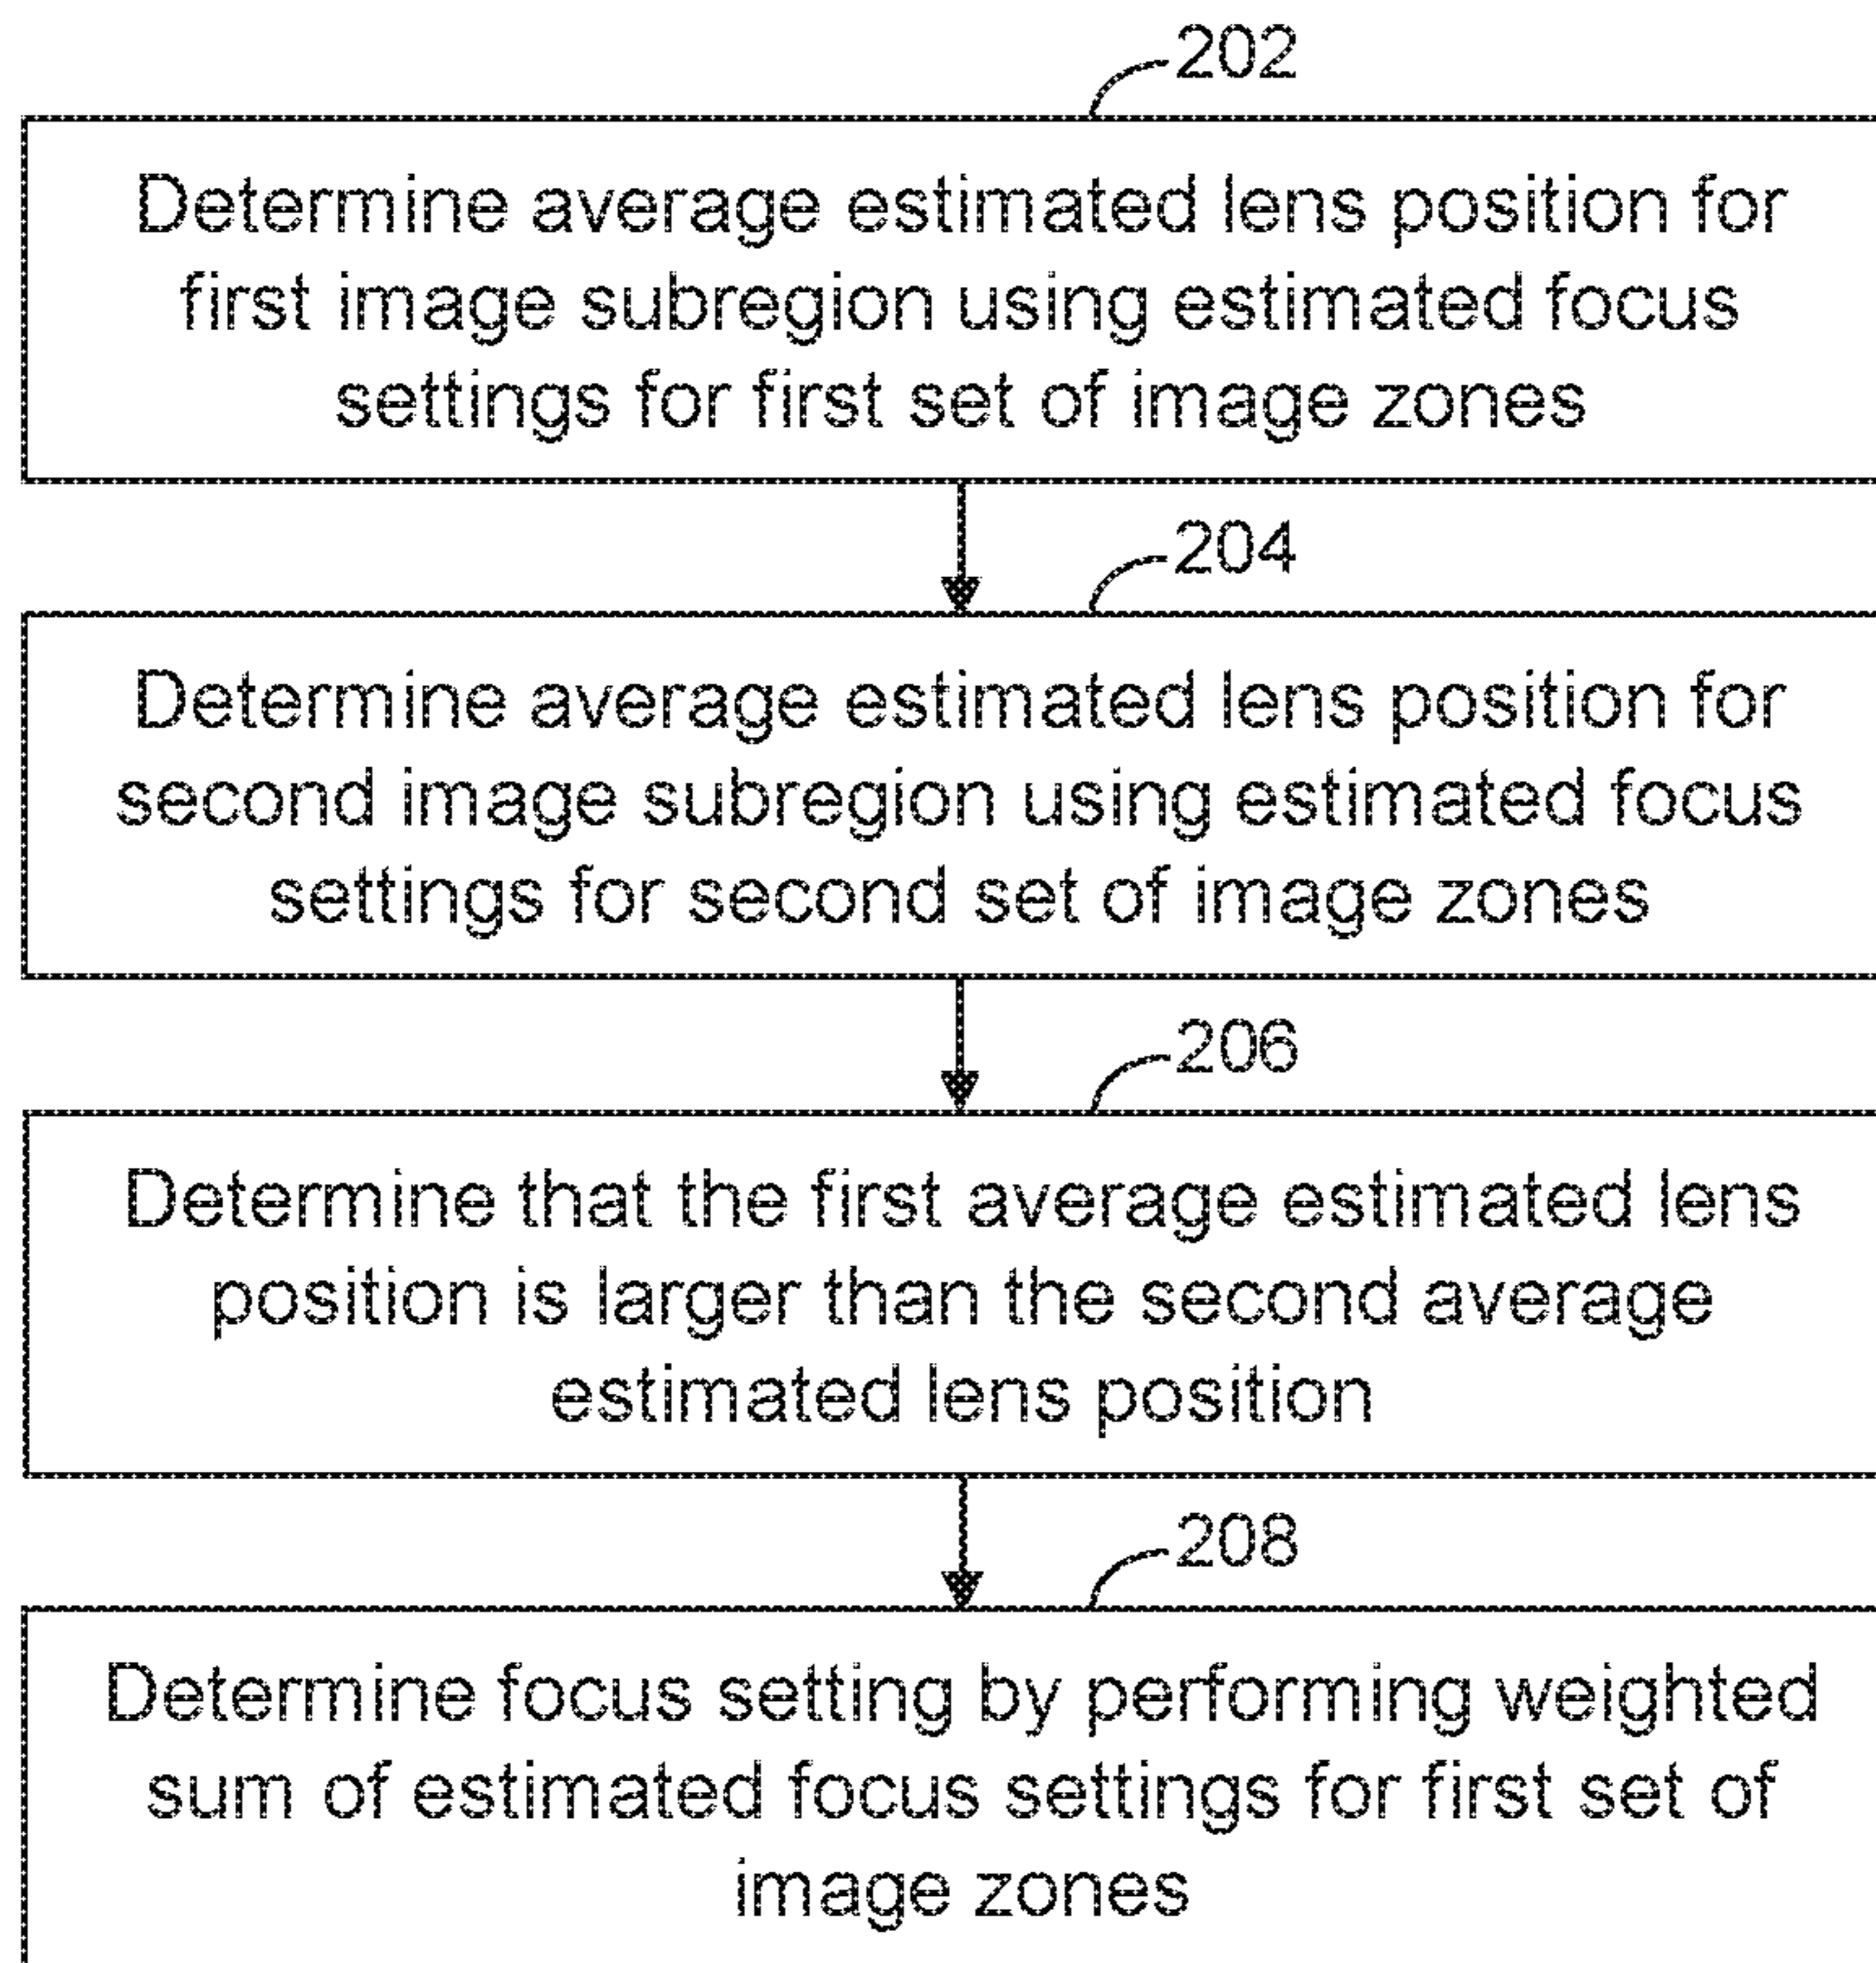 202
Determine average estimated lens position for
first image subregion using estimated focus
settings for first set of image zones
204
Determine average estimated lens position for
second image subregion using estimated focus
settings for second set of image zones
206
Determine that the first average estimated lens
position is larger than the second average
estimated lens position
208
Determine focus setting by performing weighted
sum of estimated focus settings for first set of
image zones